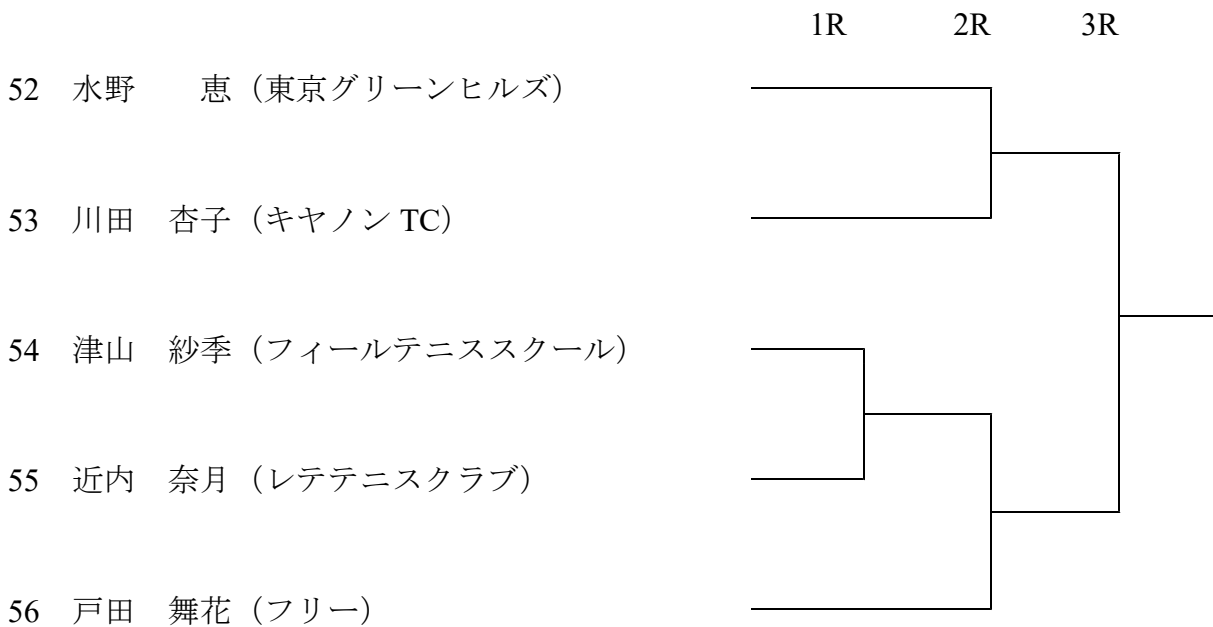 1R 2R 3R
52 水野　　恵（東京グリーンヒルズ）
53 川田　杏子（キヤノン TC）
54 津山　紗季（フィールテニススクール）
55 近内　奈月（レテテニスクラブ）
56 戸田　舞花（フリー）